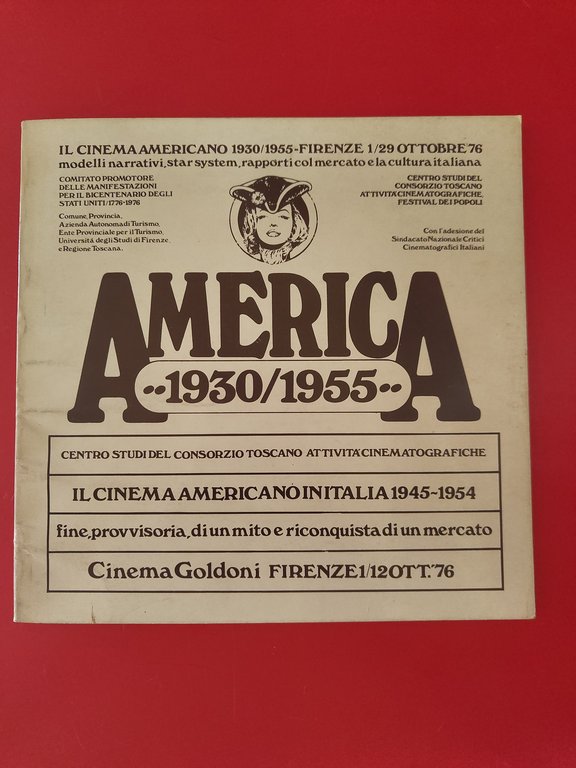 IL CINEMA AMERICANO 1930/1955-FIRENZE 1/29 OTTOBRE 76
modelli narrativi, star system, rapporti col mercato e la cultura italiana
COMITATO PROMOTORE
DELLE MANIFESTAZIONI
PER IL BICENTENARIO DEGLI
STATI UNITI/1776-1976
Comune, Provincia,
Azienda Autonoma di Turismo,
Ente Provinciale per il Turismo,
Università degli Studi di Firenze,
e Regione Toscana.
CENTRO STUDI DEL
CONSORZIO TOSCANO
ATTIVITA' CINEMATOGRAFICHE,
FESTIVAL DEI POPOLI
Con l'adesione del
Sindacato Nazionale Critici
Cinematografici Italiani
AMERICA
··1930/1955··
CENTRO STUDI DEL CONSORZIO TOSCANO ATTIVITA' CINEMATOGRAFICHE
IL CINEMA AMERICANO IN ITALIA 1945-1954
fine, provvisoria, di un mito e riconquista di un mercato
Cinema Goldoni FIRENZE 1/12 OTT.'76